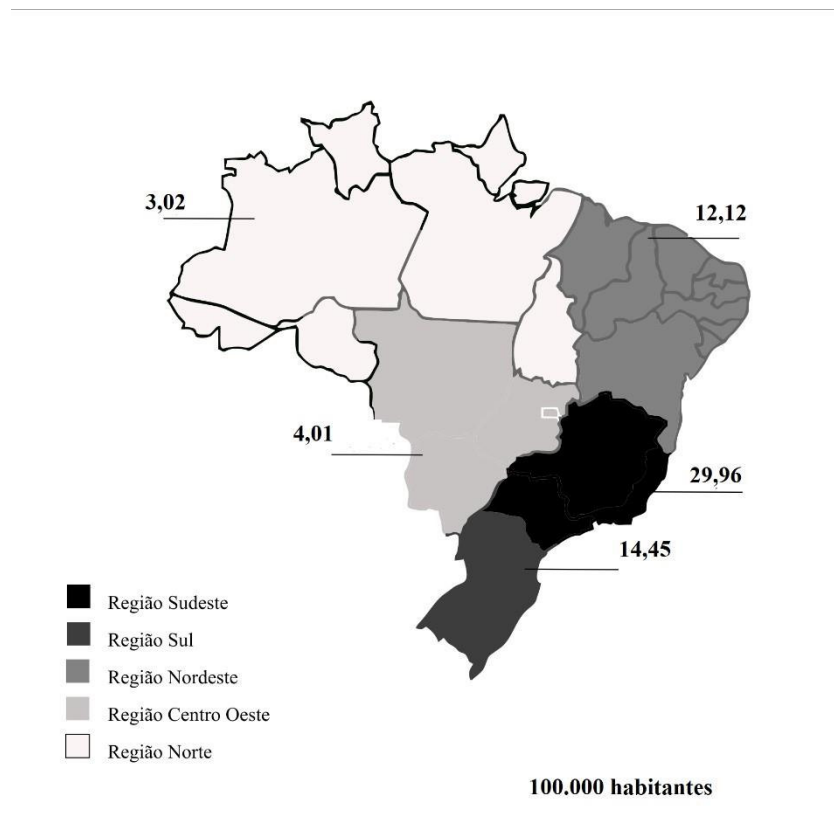 3,02
12,12
4,01
29,96
14,45
Região Sudeste
Região Sul
Região Nordeste
Região Centro Oeste
Região Norte
100.000 habitantes